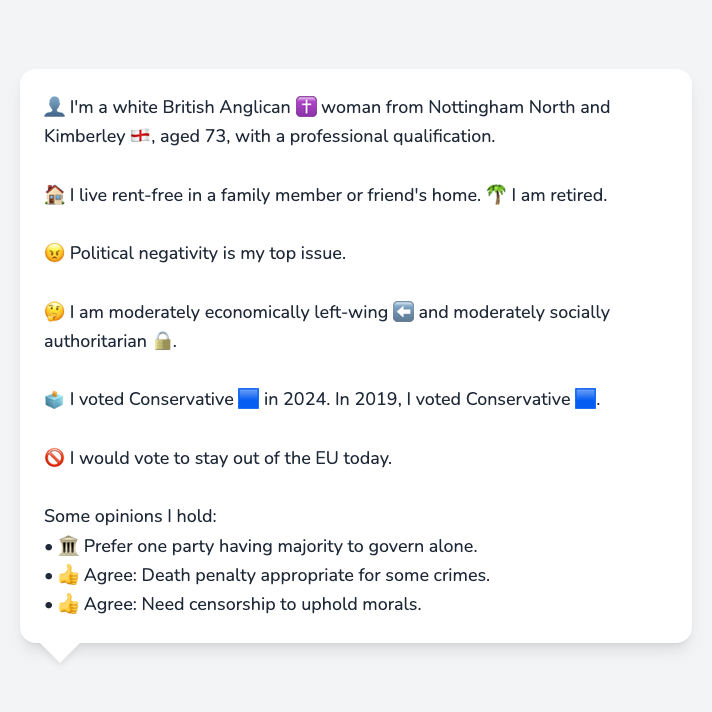 👤 I'm a white British Anglican ✝️ woman from Nottingham North and
Kimberley 🏴󠁧󠁢󠁥󠁮󠁧󠁿, aged 73, with a professional qualification.
🏠 I live rent-free in a family member or friend's home. 🌴 I am retired.
😠 Political negativity is my top issue.
🤔 I am moderately economically left-wing ⬅️ and moderately socially
authoritarian 🔒.
🗳️ I voted Conservative 🟦 in 2024. In 2019, I voted Conservative 🟦.
🚫 I would vote to stay out of the EU today.
Some opinions I hold:
• 🏛️ Prefer one party having majority to govern alone.
• 👍 Agree: Death penalty appropriate for some crimes.
• 👍 Agree: Need censorship to uphold morals.